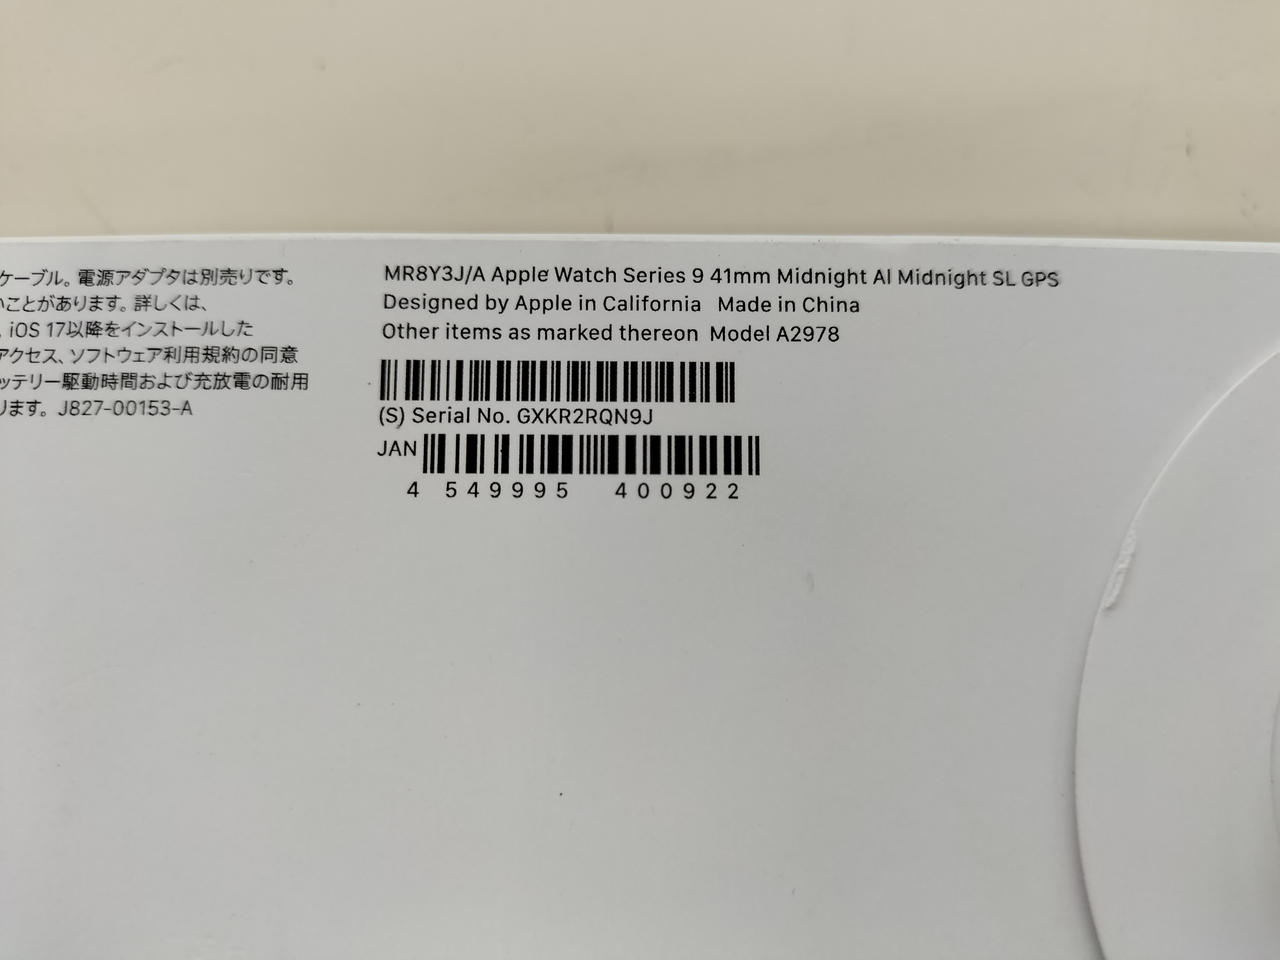 ケーブル。電源アダプタは別売りです。
いことがあります。詳しくは、
iOS 17以降をインストールした
アクセス、ソフトウェア利用規約の同意
ッテリー駆動時間および充放電の耐用
ります。J827-00153-A
MR8Y3J/A Apple Watch Series 9 41mm Midnight Al Midnight SL GPS
Designed by Apple in California Made in China
Other items as marked thereon Model A2978
(S) Serial No. GXKR2RQN9J
JAN
4 549995 400922